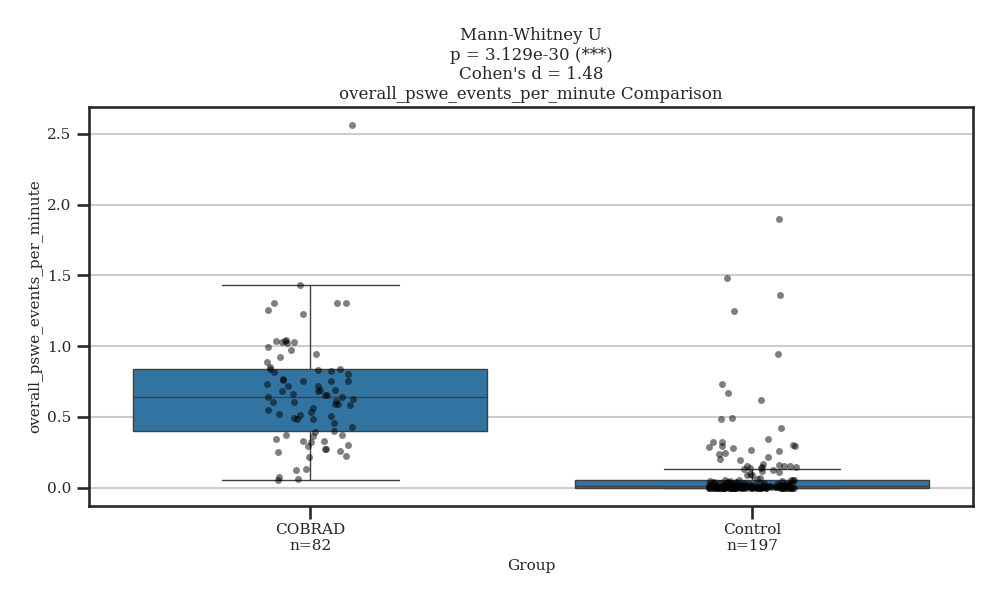 Mann-Whitney U
p = 3.129e-30 (***)
Cohen's d = 1.48
overall_pswe_events_per_minute Comparison
overall_pswe_events_per_minute
2.5
2.0
1.5
1.0
0.5
0.0
COBRAD
n=82
Control
n=197
Group